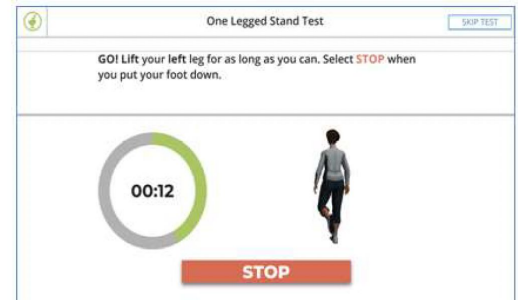 One Legged Stand Test
SKIP TEST
GO! Lift your left leg for as long as you can. Select STOP when
you put your foot down.
00:12
STOP